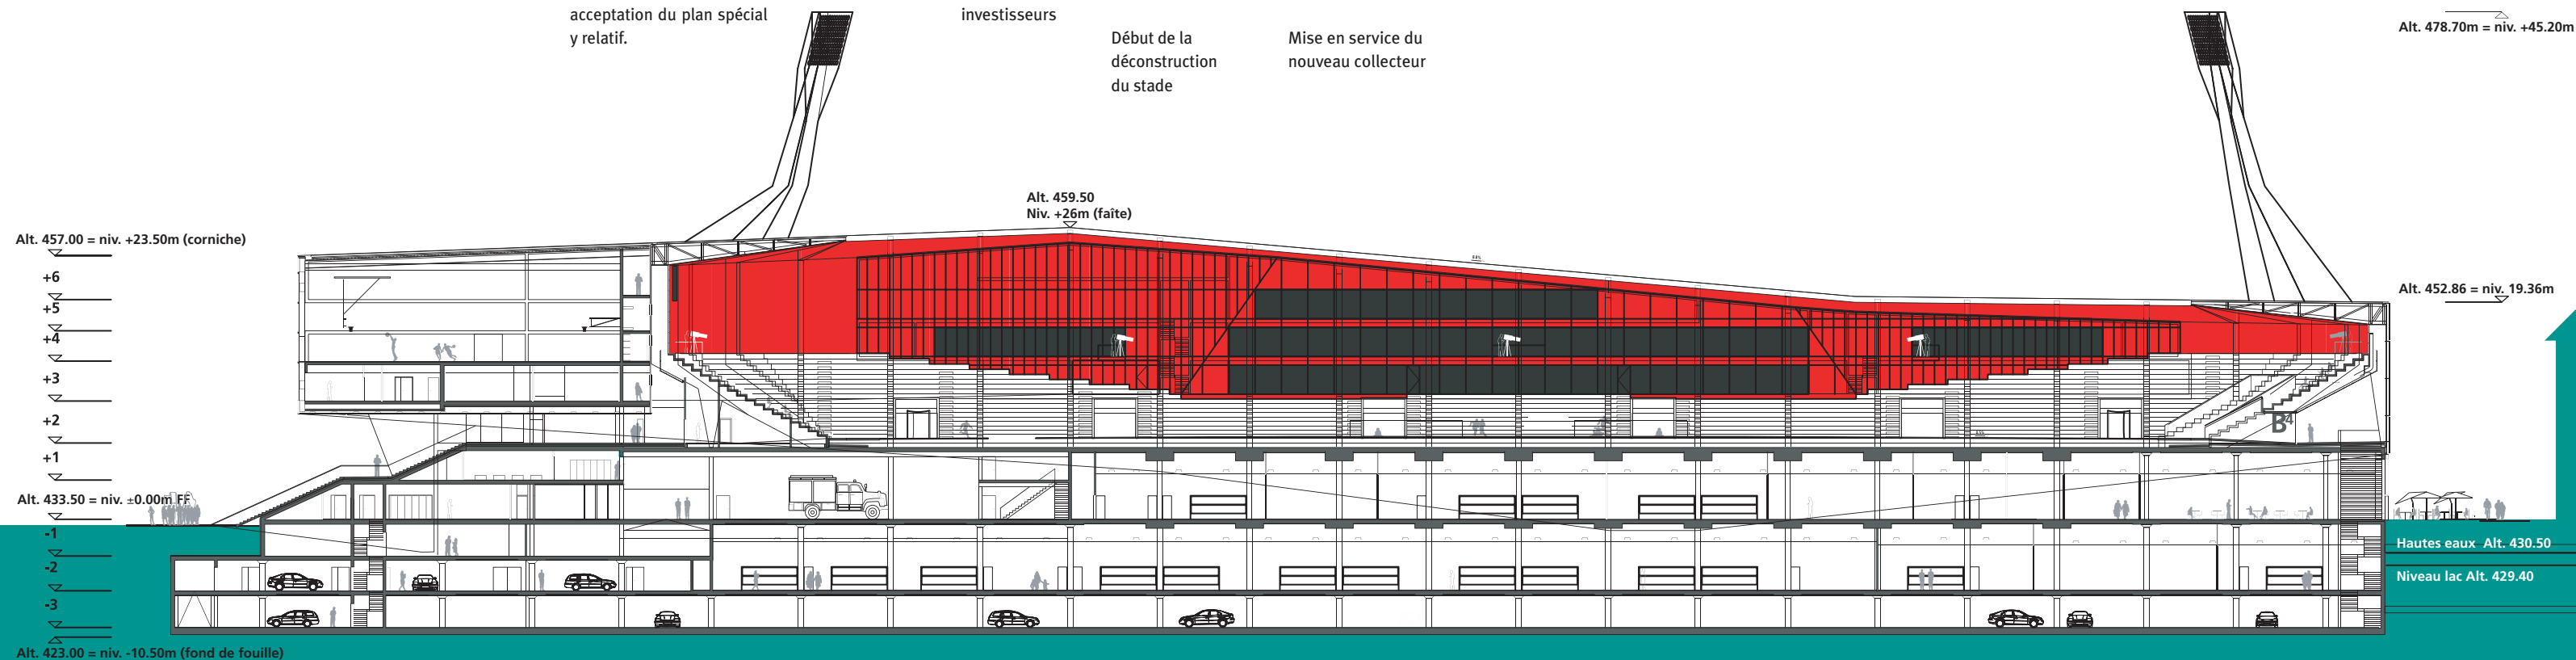 acceptation du plan spécial
y relatif.
investisseurs
Début de la
déconstruction
du stade
Mise en service du
nouveau collecteur
Alt. 478.70m = niv. +45.20m
Alt. 459.50
Niv. +26m (faîte)
Alt. 457.00 = niv. +23.50m (corniche)
+6
+5
+4
+3
+2
+1
Alt. 433.50 = niv. ±0.00m FF
-1
-2
-3
Alt. 423.00 = niv. -10.50m (fond de fouille)
Alt. 452.86 = niv. 19.36m
B4
Hautes eaux Alt. 430.50
Niveau lac Alt. 429.40